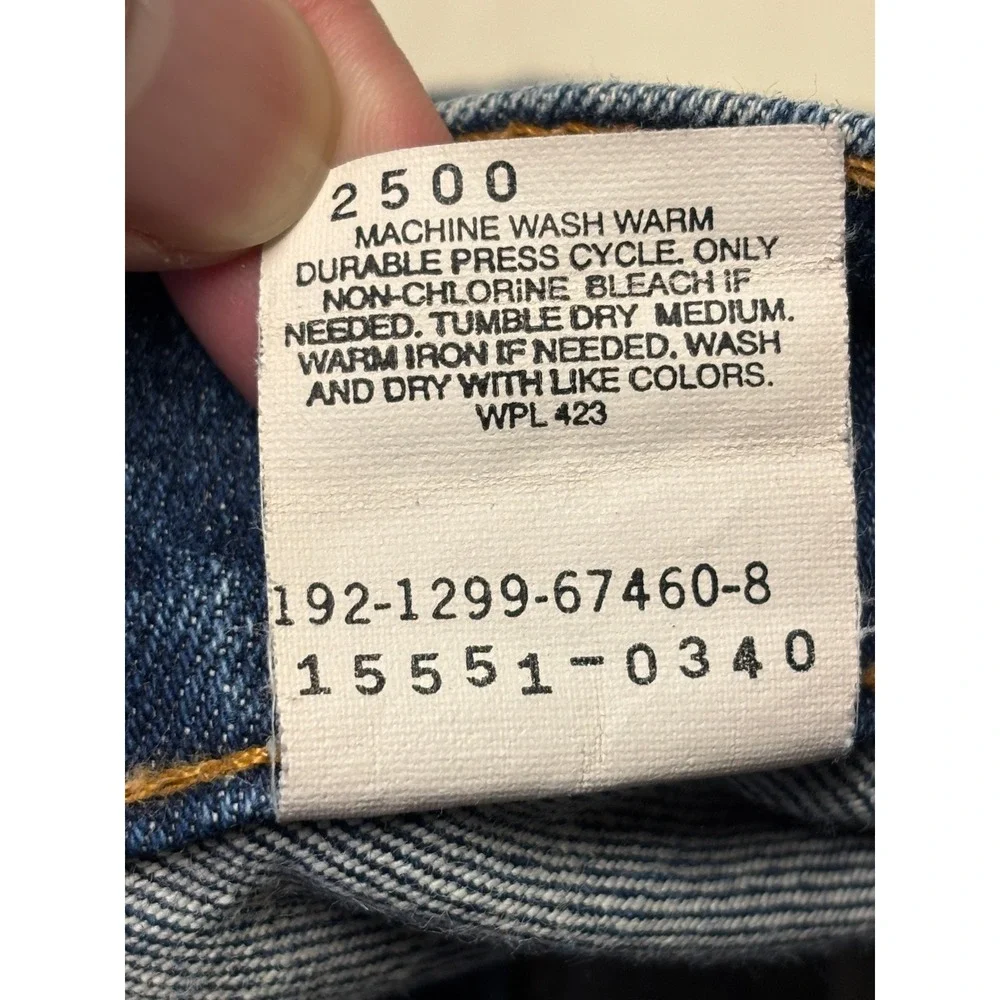 2500
MACHINE WASH WARM
DURABLE PRESS CYCLE. ONLY
NON-CHLORINE BLEACH IF
NEEDED. TUMBLE DRY MEDIUM.
WARM IRON IF NEEDED. WASH
AND DRY WITH LIKE COLORS.
WPL 423
192-1299-67460-8
15551-0340